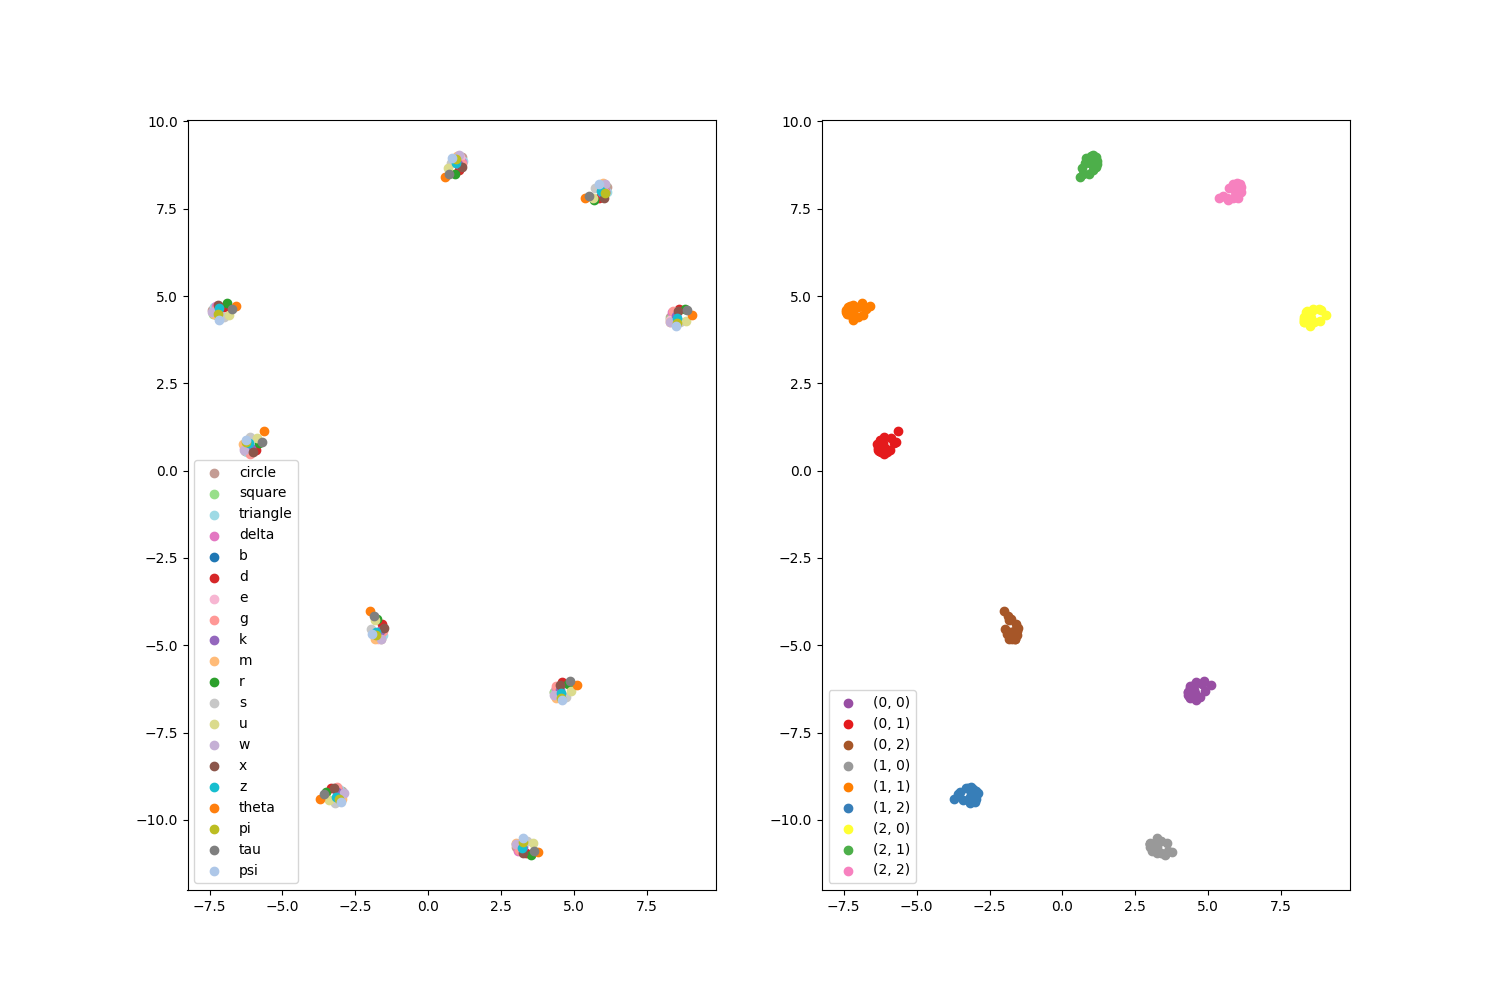 10.0
7.5
5.0
2.5
0.0
−2.5
−5.0
−7.5
−10.0
−7.5 −5.0 −2.5 0.0 2.5 5.0 7.5
circle
square
triangle
delta
b
d
e
g
k
m
r
s
u
w
x
z
theta
pi
tau
psi
10.0
7.5
5.0
2.5
0.0
−2.5
−5.0
−7.5
−10.0
−7.5 −5.0 −2.5 0.0 2.5 5.0 7.5
(0, 0)
(0, 1)
(0, 2)
(1, 0)
(1, 1)
(1, 2)
(2, 0)
(2, 1)
(2, 2)